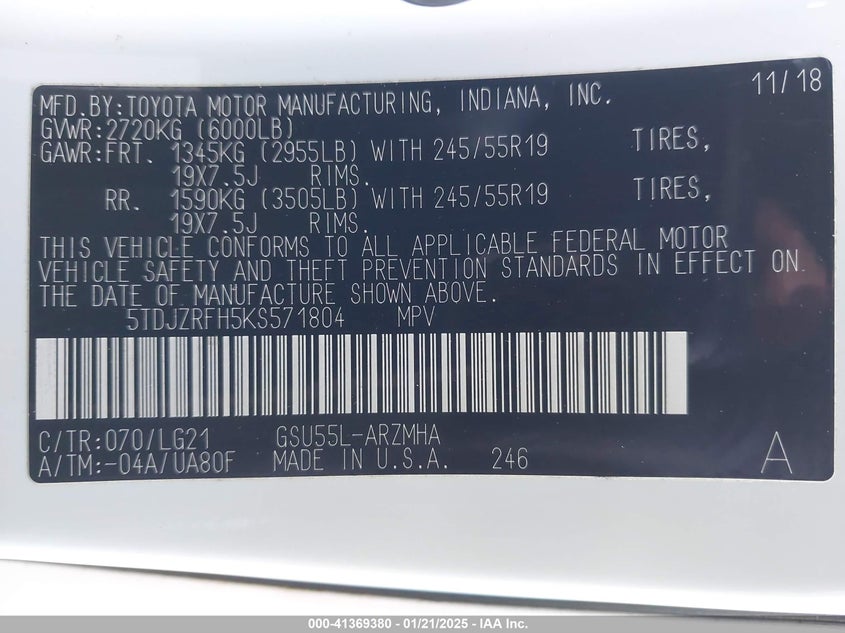 MFD.BY:TOYOTA MOTOR MANUFACTURING, INDIANA, INC. 11/18
GVWR:2720KG (6000LB)
GAWR:FRT. 1345KG (2955LB) WITH 245/55R19 TIRES,
19X7.5J RIMS.
RR. 1590KG (3505LB) WITH 245/55R19 TIRES,
19X7.5J RIMS.
THIS VEHICLE CONFORMS TO ALL APPLICABLE FEDERAL MOTOR
VEHICLE SAFETY AND THEFT PREVENTION STANDARDS IN EFFECT ON
THE DATE OF MANUFACTURE SHOWN ABOVE.
5TDJZRFH5KS571804 MPV
C/TR:070/LG21 GSU55L-ARZMHA
A/TM:-04A/UA80F MADE IN U.S.A. 246 A
000-41369380 - 01/21/2025 - IAA Inc.